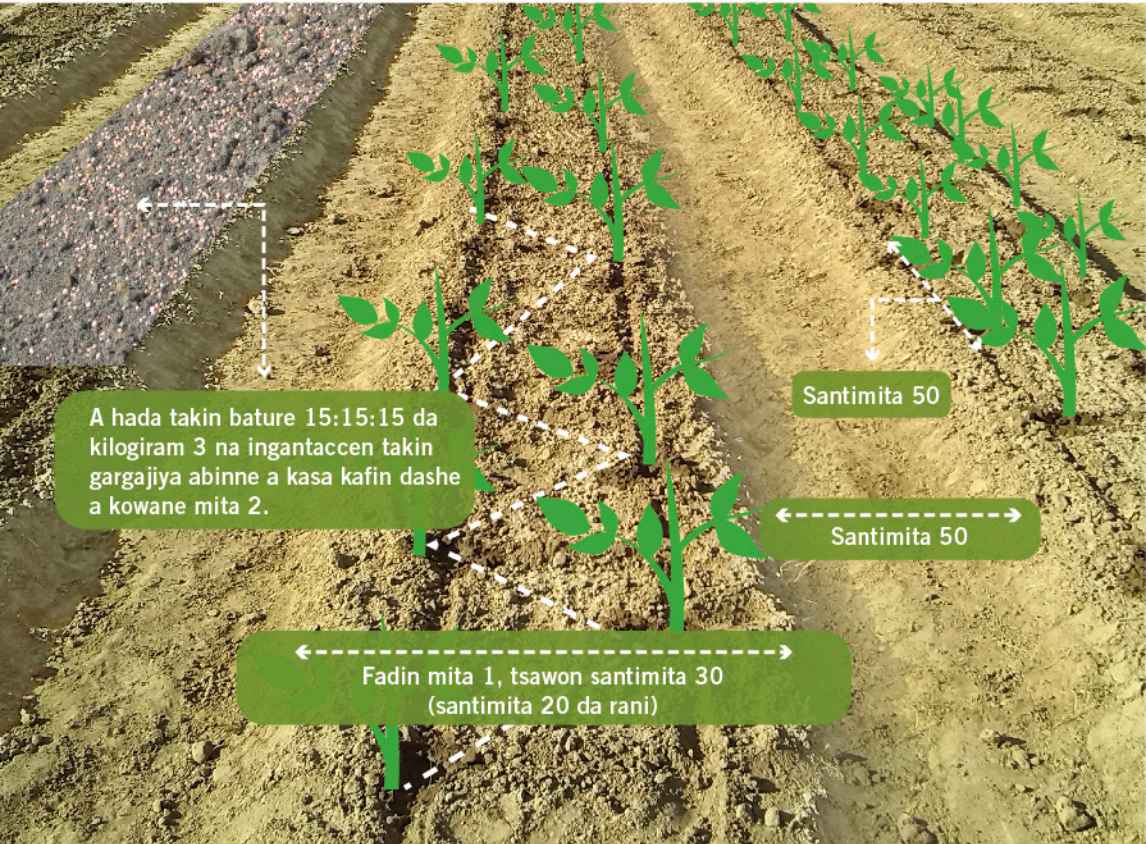 A hada takin bature 15:15:15 da
kilogiram 3 na ingantaccen takin
gargajiya abinne a kasa kafin dashe
a kowane mita 2.
Santimita 50
Santimita 50
Fadin mita 1, tsawon santimita 30
(santimita 20 da rani)